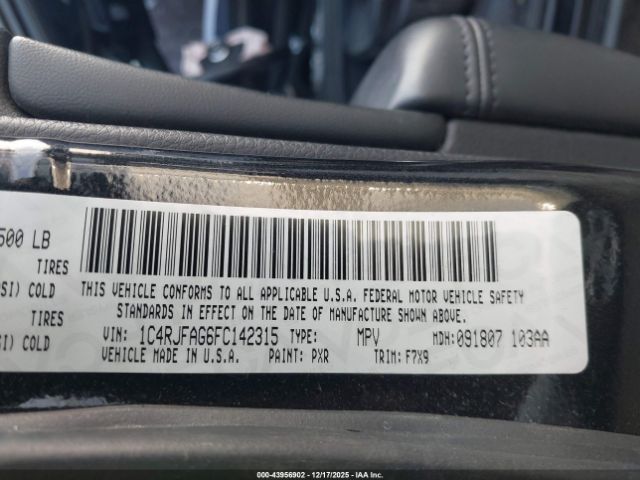 500 LB
TIRES
SI) COLD
TIRES
SI) COLD
THIS VEHICLE CONFORMS TO ALL APPLICABLE U.S.A. FEDERAL MOTOR VEHICLE SAFETY
STANDARDS IN EFFECT ON THE DATE OF MANUFACTURE SHOWN ABOVE.
VIN: 1C4RJFAG6FC142315 TYPE: MPV MDH: 091807 103AA
VEHICLE MADE IN U.S.A. PAINT: PXR TRIM: F7X9
000-43956902 - 12/17/2025 - IAA Inc.